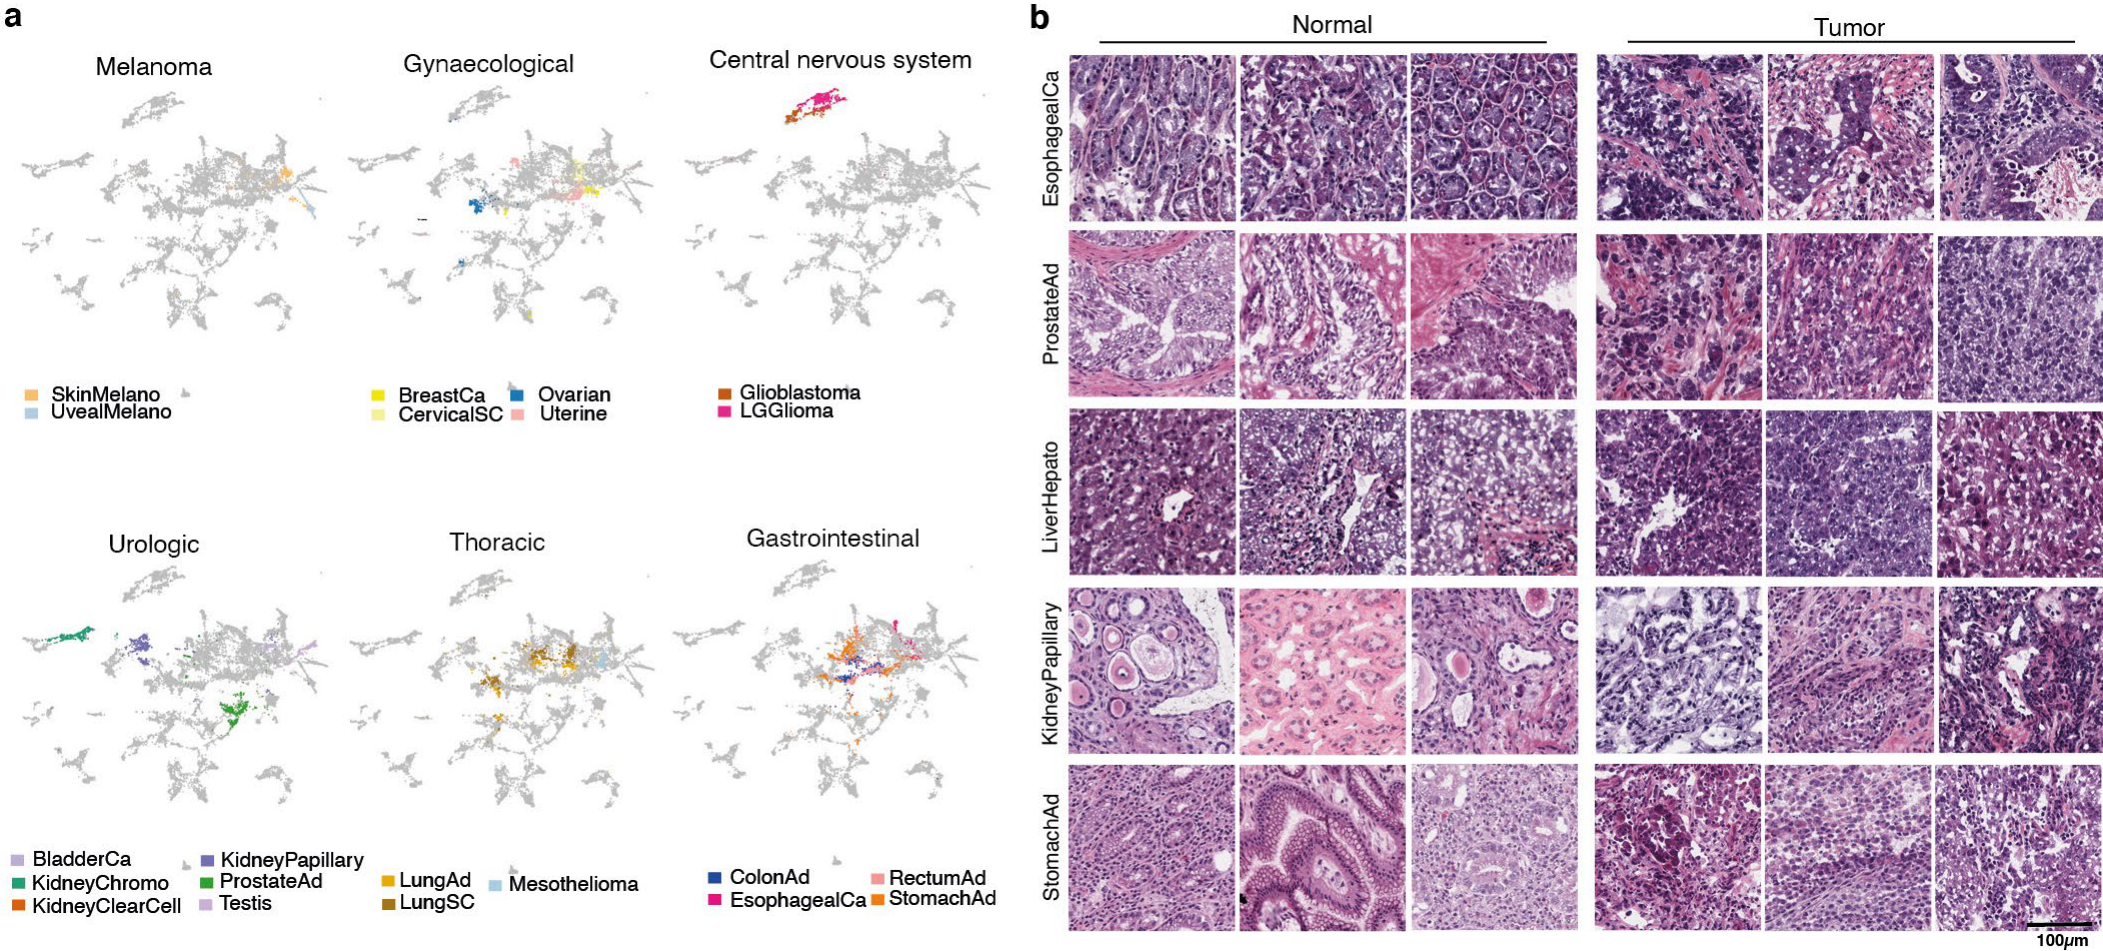 a
Melanoma
Gynaecological
Central nervous system
SkinMelano
UvealMelano
BreastCa
CervicalSC
Ovarian
Uterine
Glioblastoma
LGGlioma
Urologic
Thoracic
Gastrointestinal
BladderCa
KidneyChromo
KidneyClearCell
KidneyPapillary
ProstateAd
Testis
LungAd
LungSC
Mesothelioma
ColonAd
EsophagealCa
RectumAd
StomachAd
b
Normal
Tumor
EsophagealCa
ProstateAd
LiverHepato
KidneyPapillary
StomachAd
100μm